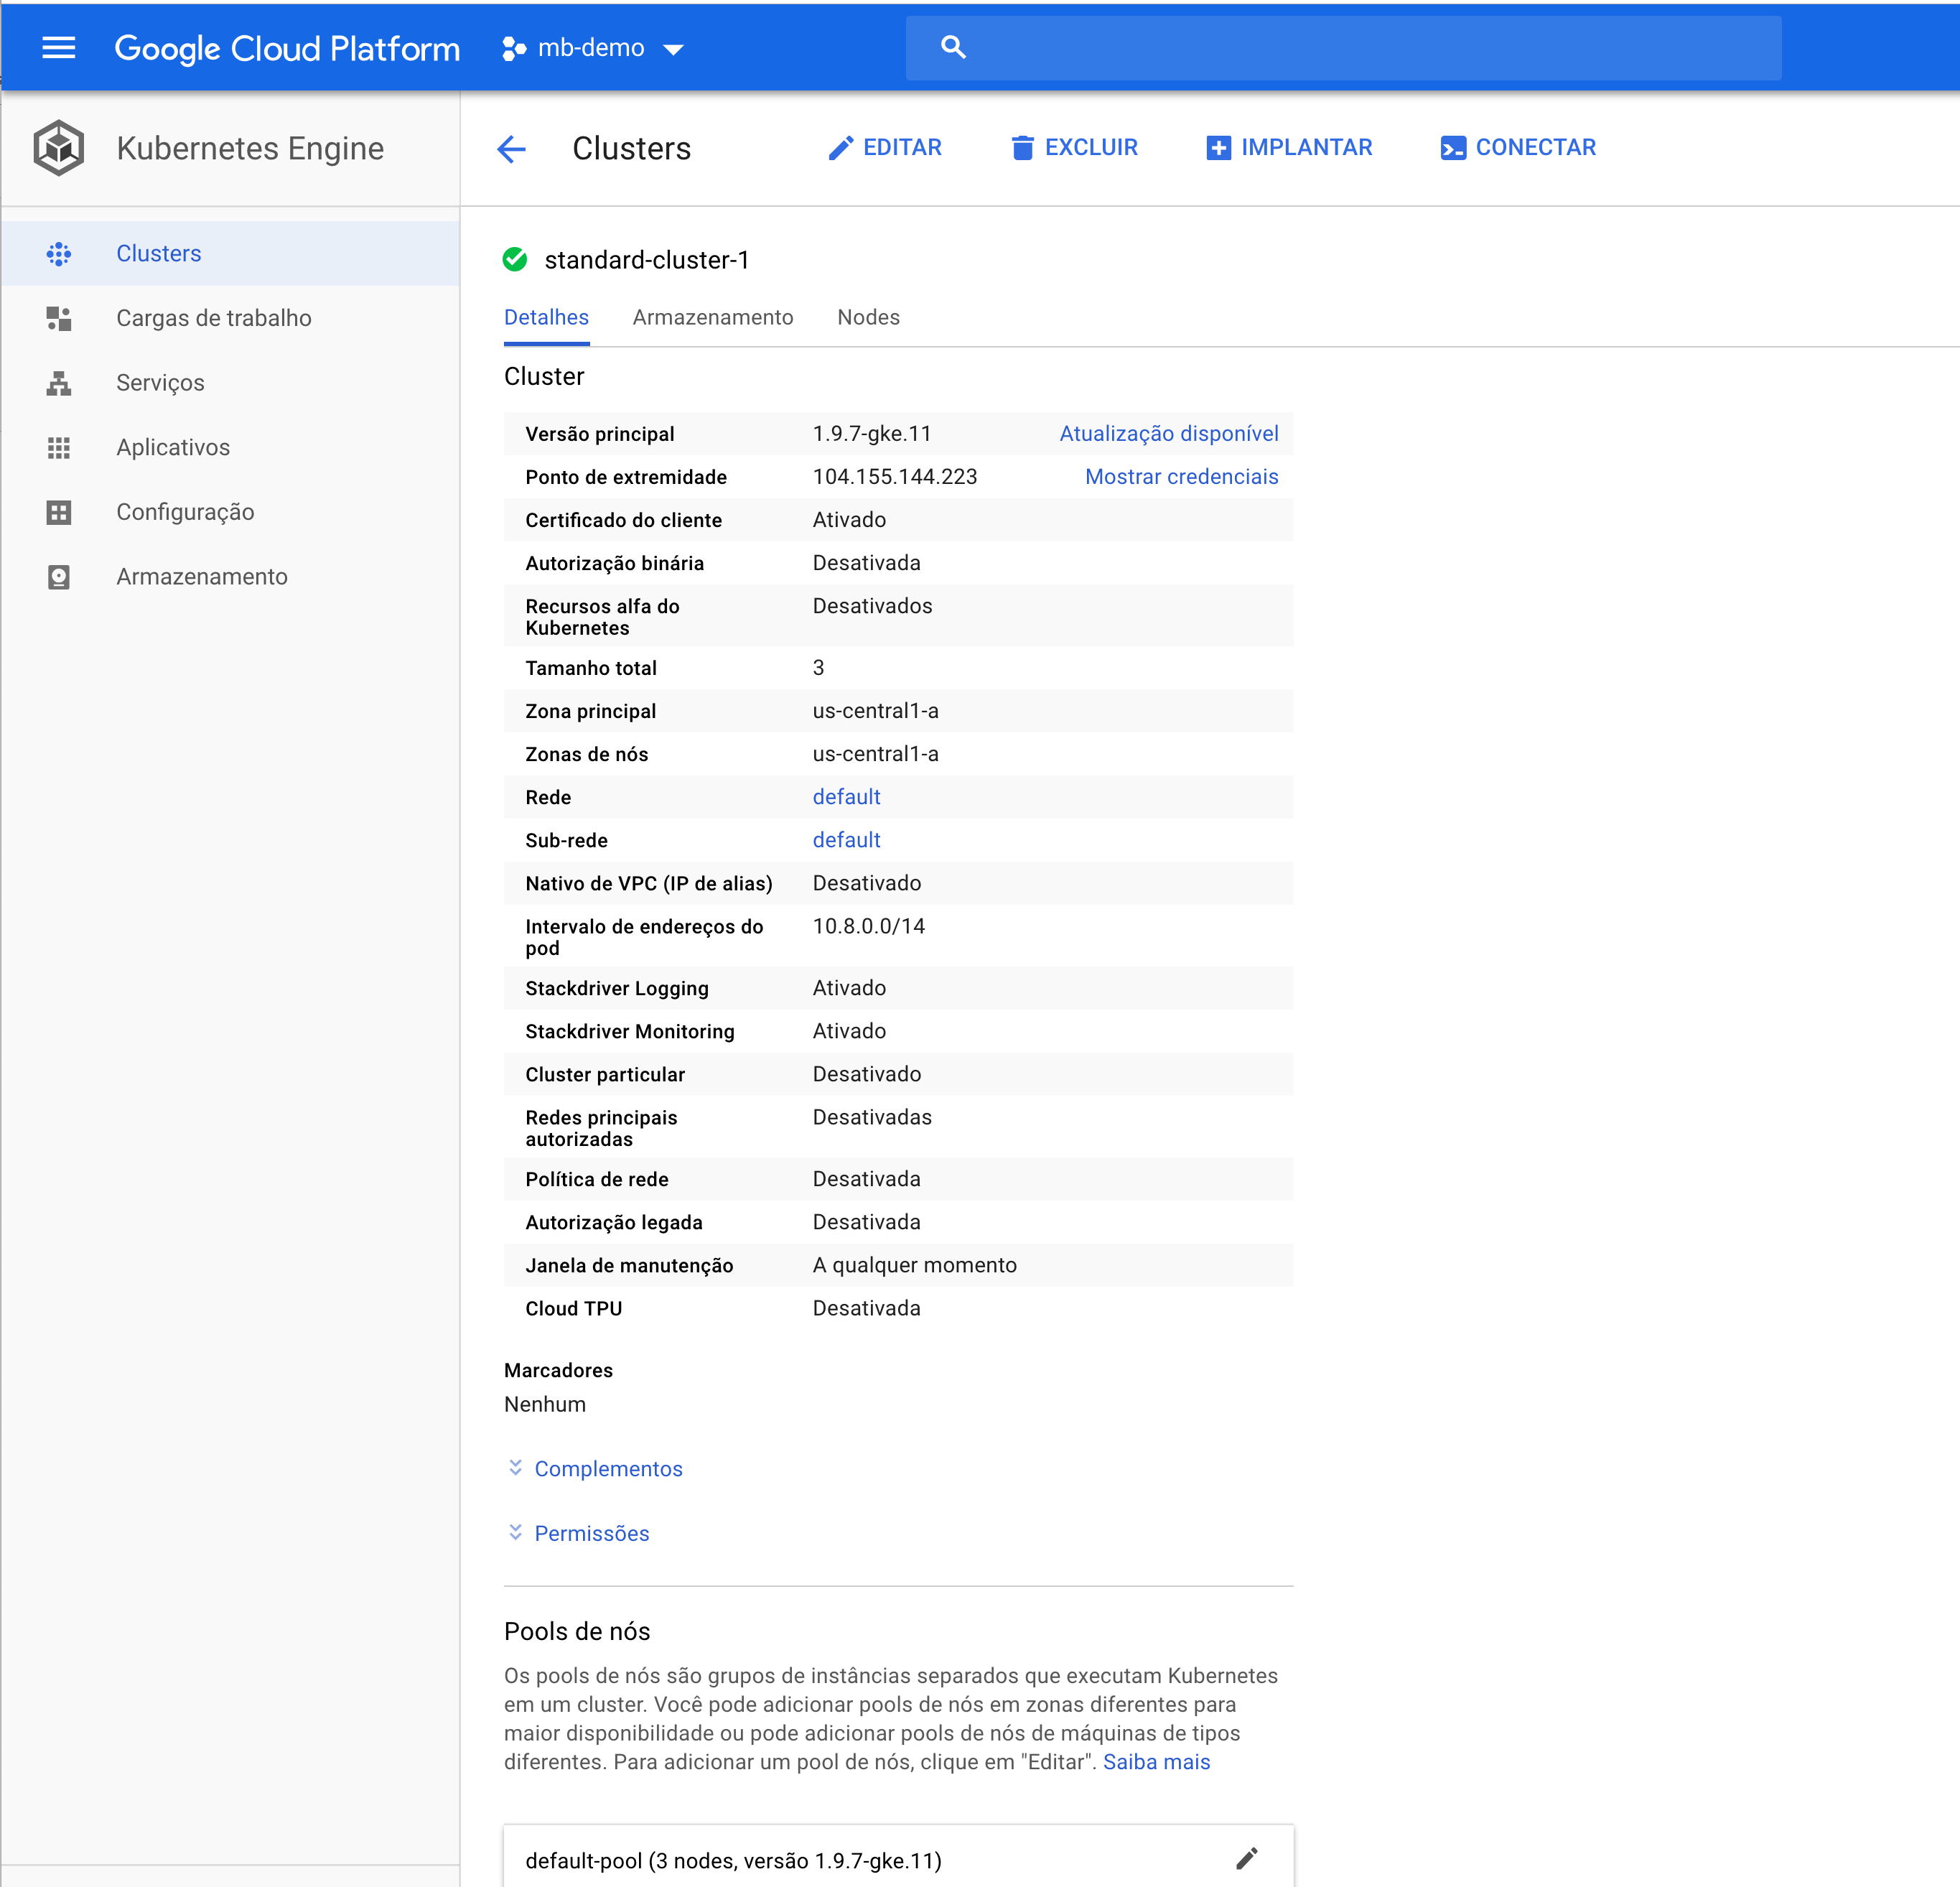 Google Cloud Platform mb-demo
Kubernetes Engine
Clusters EDITAR EXCLUIR IMPLANTAR CONECTAR
Clusters
Cargas de trabalho
Serviços
Aplicativos
Configuração
Armazenamento
standard-cluster-1
Detalhes Armazenamento Nodes
Cluster
Versão principal 1.9.7-gke.11 Atualização disponível
Ponto de extremidade 104.155.144.223 Mostrar credenciais
Certificado do cliente Ativado
Autorização binária Desativada
Recursos alfa do Desativados
Kubernetes
Tamanho total 3
Zona principal us-central1-a
Zonas de nós us-central1-a
Rede default
Sub-rede default
Nativo de VPC (IP de alias) Desativado
Intervalo de endereços do 10.8.0.0/14
pod
Stackdriver Logging Ativado
Stackdriver Monitoring Ativado
Cluster particular Desativado
Redes principais Desativadas
autorizadas
Política de rede Desativada
Autorização legada Desativada
Janela de manutenção A qualquer momento
Cloud TPU Desativada
Marcadores
Nenhum
Complementos
Permissões
Pools de nós
Os pools de nós são grupos de instâncias separados que executam Kubernetes
em um cluster. Você pode adicionar pools de nós em zonas diferentes para
maior disponibilidade ou pode adicionar pools de nós de máquinas de tipos
diferentes. Para adicionar um pool de nós, clique em "Editar". Saiba mais
default-pool (3 nodes, versão 1.9.7-gke.11)